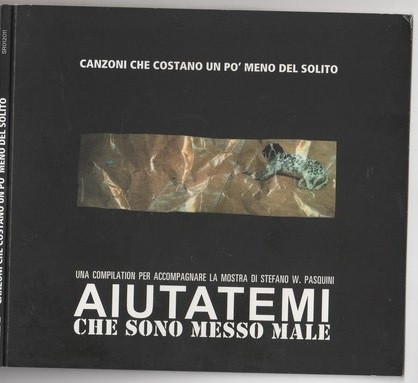 SR012011
CANZONI CHE COSTANO UN PO' MENO DEL SOLITO
CANZONI CHE COSTANO UN PO' MENO DEL SOLITO
UNA COMPILATION PER ACCOMPAGNARE LA MOSTRA DI STEFANO W. PASQUINI
AIUTATEMI
CHE SONO MESSO MALE